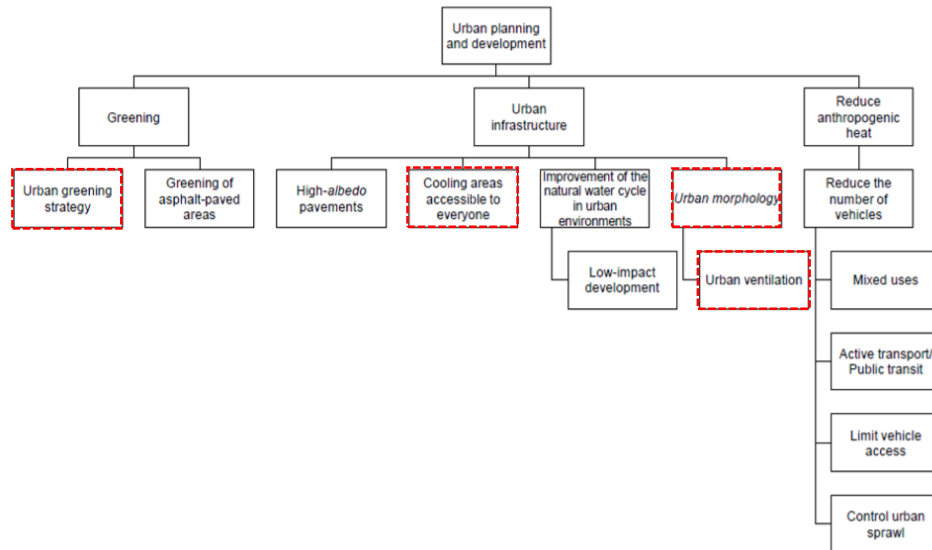 Urban planning
and development
Greening
Urban
infrastructure
Reduce
anthropogenic
heat
Urban greening
strategy
Greening of
asphalt-paved
areas
High-albedo
pavements
Cooling areas
accessible to
everyone
Improvement of the
natural water cycle
in urban
environments
Urban morphology
Reduce the
number of
vehicles
Low-impact
development
Urban ventilation
Mixed uses
Active transport/
Public transit
Limit vehicle
access
Control urban
sprawl